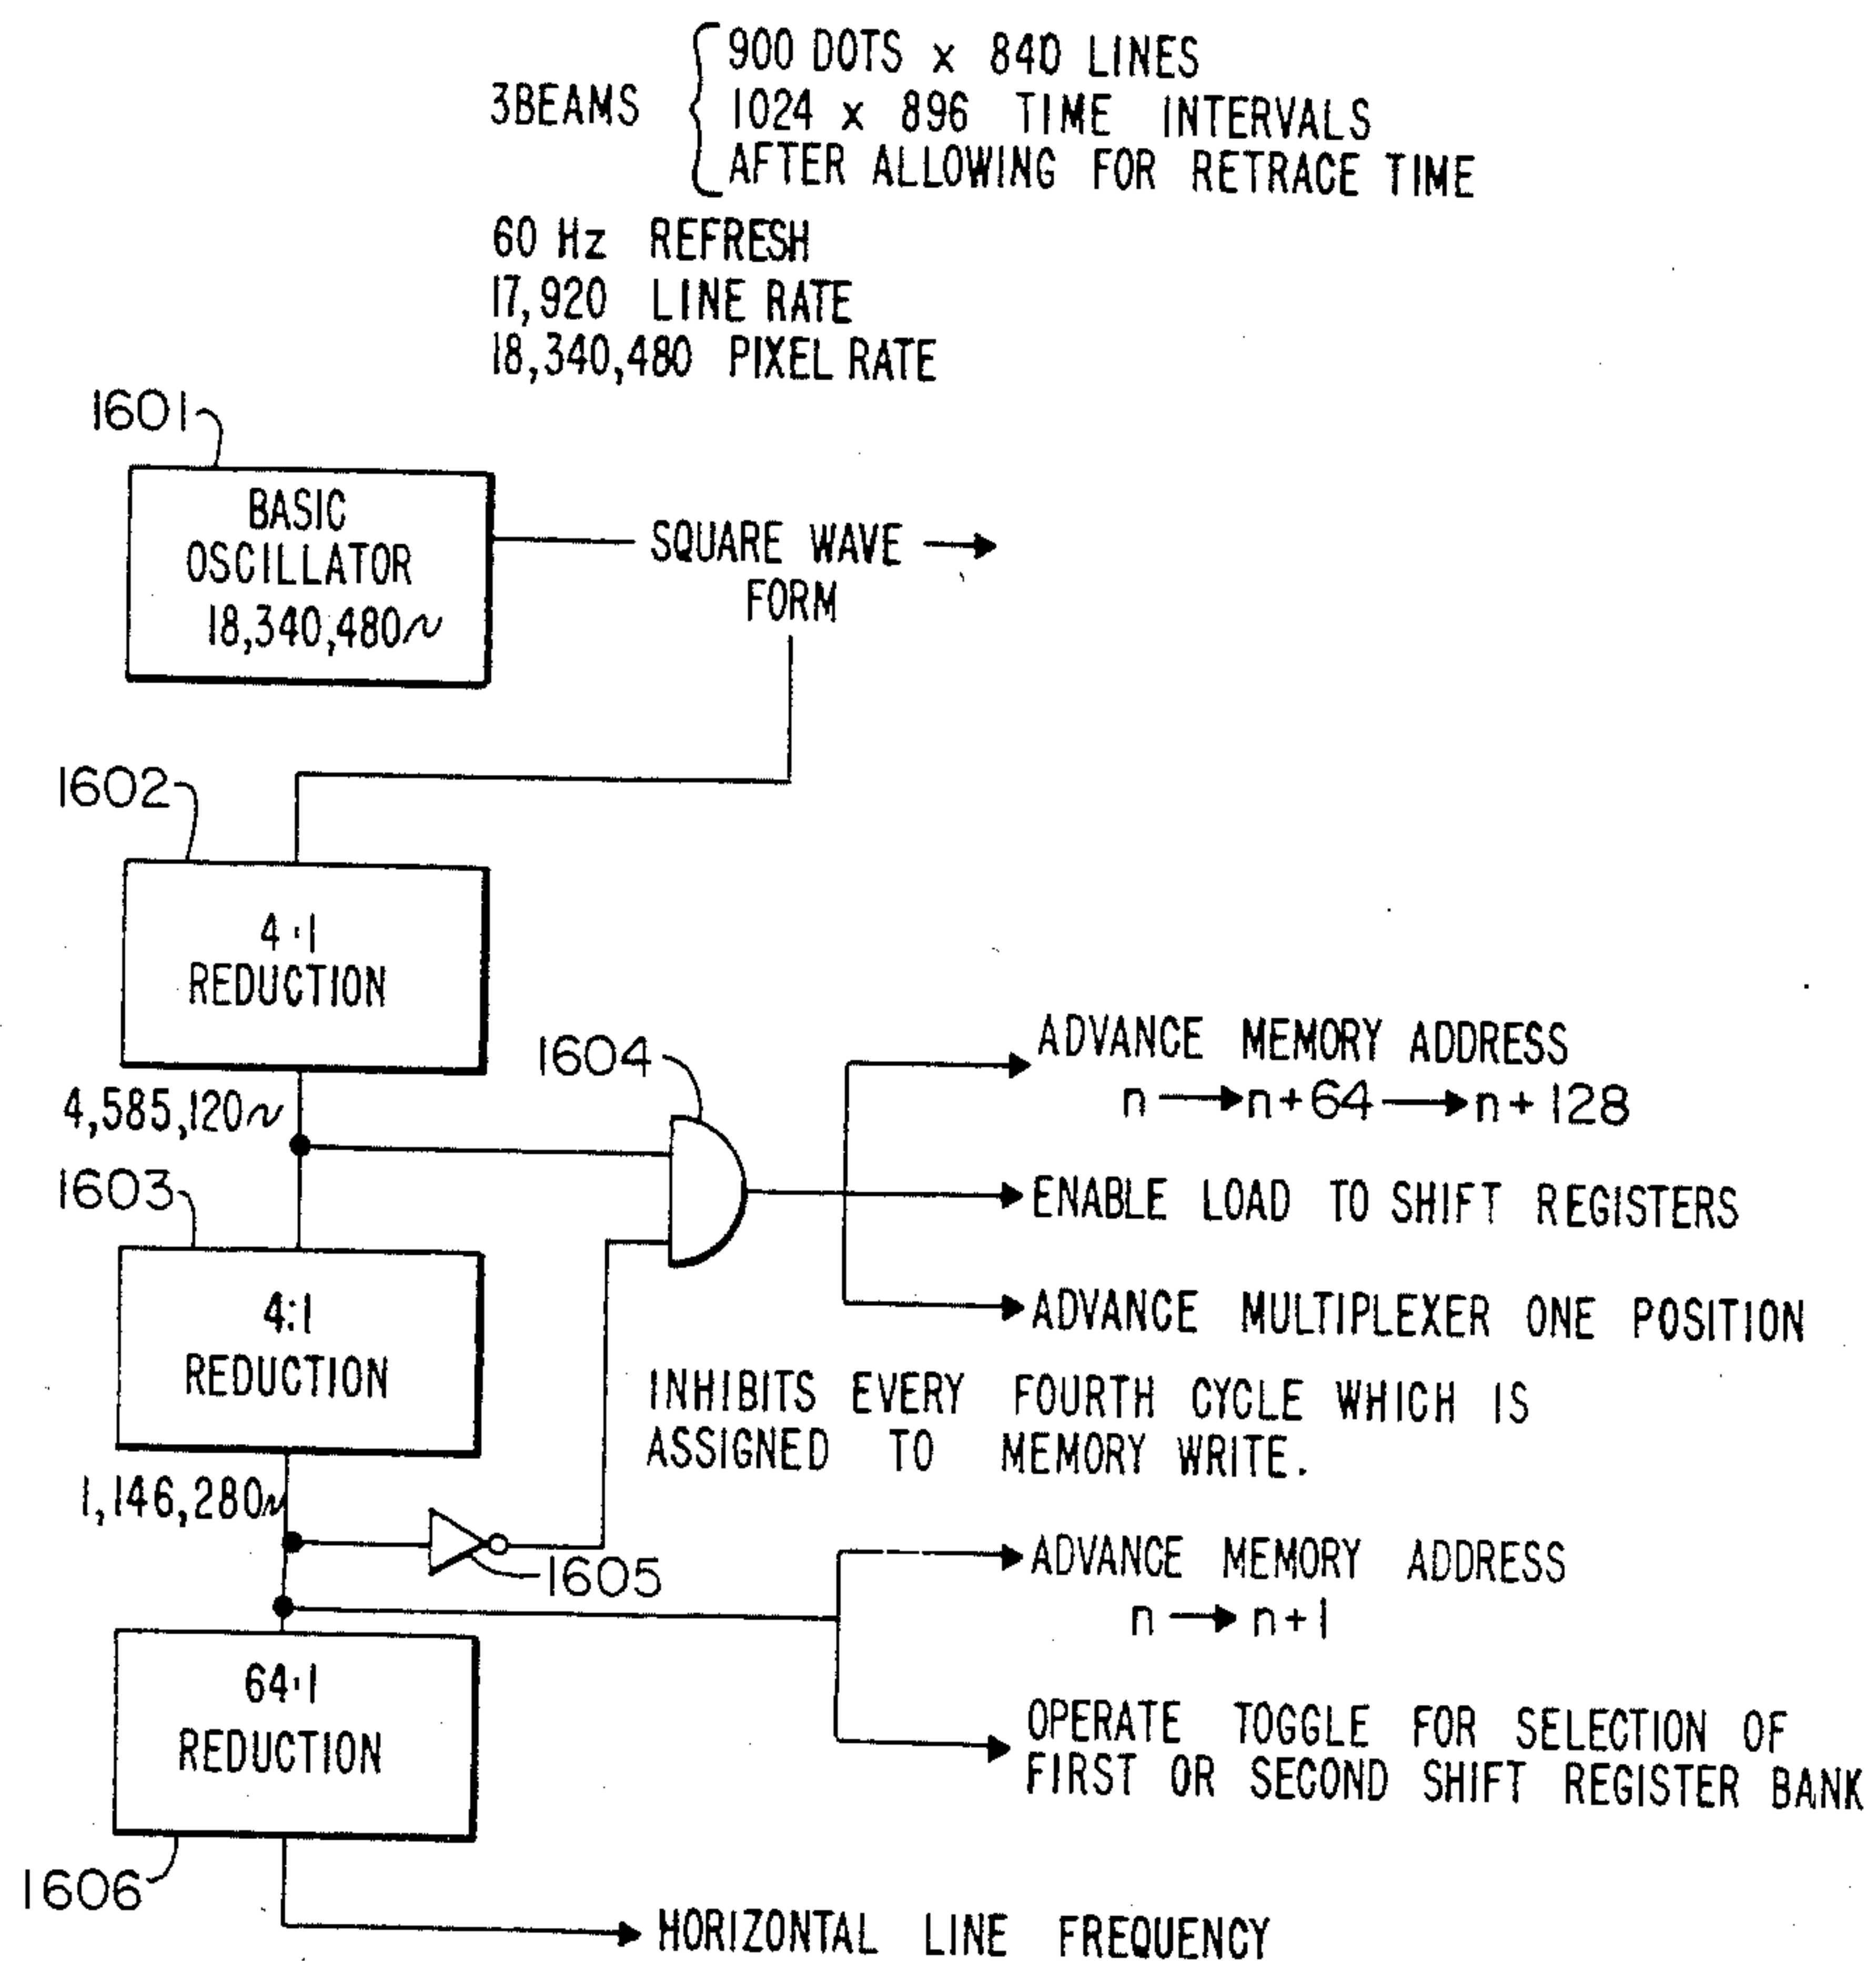 900 DOTS x 840 LINES
3BEAMS
1024 x 896 TIME INTERVALS
AFTER ALLOWING FOR RETRACE TIME
60 Hz REFRESH
17,920 LINE RATE
18,340,480 PIXEL RATE
1601
BASIC
OSCILLATOR
18,340,480~
SQUARE WAVE
FORM
1602
4:1
REDUCTION
4,585,120~
1604
ADVANCE MEMORY ADDRESS
n → n+64 → n+128
1603
ENABLE LOAD TO SHIFT REGISTERS
4:1
REDUCTION
ADVANCE MULTIPLEXER ONE POSITION
INHIBITS EVERY FOURTH CYCLE WHICH IS
ASSIGNED TO MEMORY WRITE.
1,146,280~
1605
ADVANCE MEMORY ADDRESS
n → n+1
64:1
REDUCTION
OPERATE TOGGLE FOR SELECTION OF
FIRST OR SECOND SHIFT REGISTER BANK
1606
HORIZONTAL LINE FREQUENCY